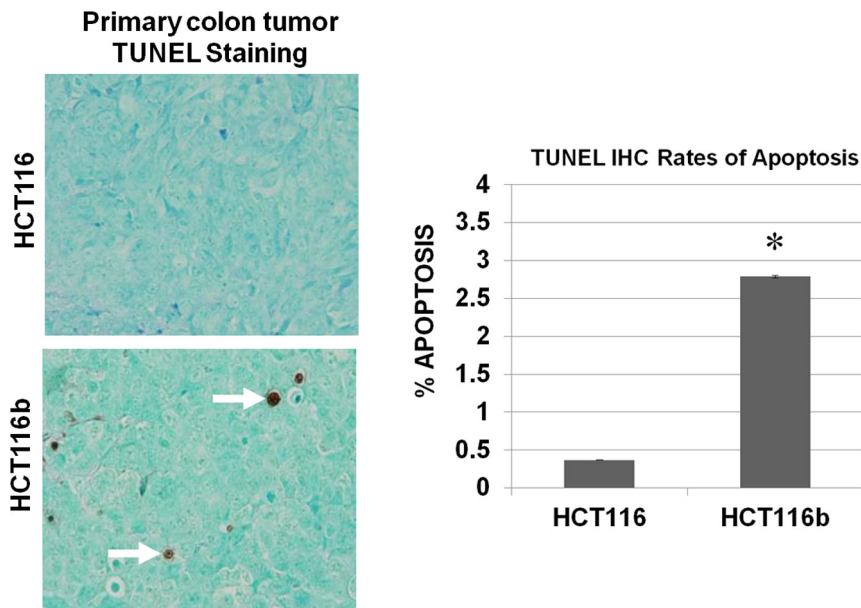 Primary colon tumor
TUNEL Staining
HCT116
HCT116b
TUNEL IHC Rates of Apoptosis
% APOPTOSIS
4
3.5
3
2.5
2
1.5
1
0.5
0
*
HCT116
HCT116b